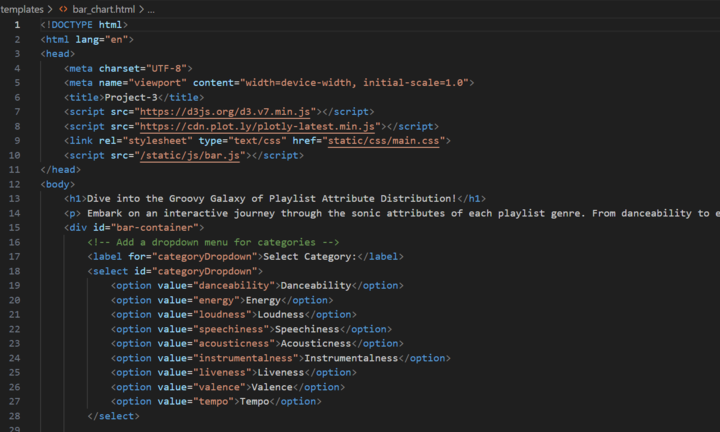 templates > <> bar_chart.html > ...
1 <!DOCTYPE html>
2 <html lang="en">
3 <head>
4     <meta charset="UTF-8">
5     <meta name="viewport" content="width=device-width, initial-scale=1.0">
6     <title>Project-3</title>
7     <script src="https://d3js.org/d3.v7.min.js"></script>
8     <script src="https://cdn.plot.ly/plotly-latest.min.js"></script>
9     <link rel="stylesheet" type="text/css" href="static/css/main.css">
10     <script src="/static/js/bar.js"></script>
11 </head>
12 <body>
13     <h1>Dive into the Groovy Galaxy of Playlist Attribute Distribution!</h1>
14     <p> Embark on an interactive journey through the sonic attributes of each playlist genre. From danceability to e
15     <div id="bar-container">
16         <!-- Add a dropdown menu for categories -->
17         <label for="categoryDropdown">Select Category:</label>
18         <select id="categoryDropdown">
19             <option value="danceability">Danceability</option>
20             <option value="energy">Energy</option>
21             <option value="loudness">Loudness</option>
22             <option value="speechiness">Speechiness</option>
23             <option value="acousticness">Acousticness</option>
24             <option value="instrumentalness">Instrumentalness</option>
25             <option value="liveness">Liveness</option>
26             <option value="valence">Valence</option>
27             <option value="tempo">Tempo</option>
28         </select>
29